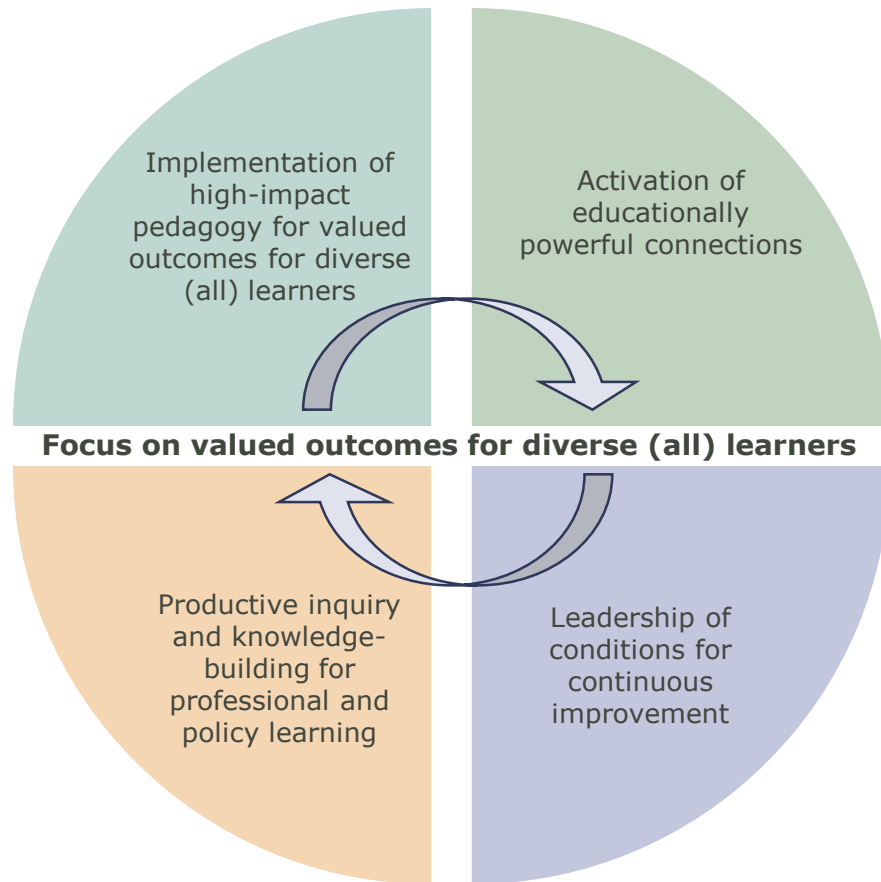 Implementation of
high-impact
pedagogy for valued
outcomes for diverse
(all) learners
Activation of
educationally
powerful connections
Focus on valued outcomes for diverse (all) learners
Productive inquiry
and knowledge-
building for
professional and
policy learning
Leadership of
conditions for
continuous
improvement